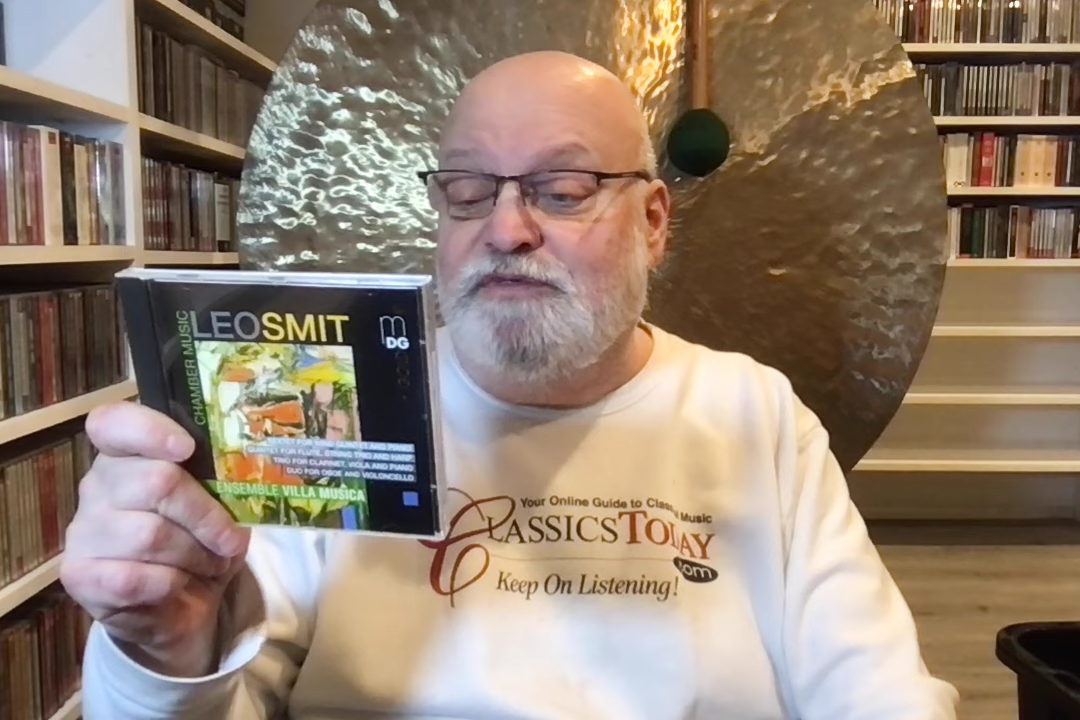 CHAMBER MUSIC
LEOSMIT
m
DG
SEXTET FOR WIND QUINTET AND PIANO
QUINTET FOR FLUTE, STRING TRIO AND HARP
TRIO FOR CLARINET, VIOLA AND PIANO
DUO FOR OBOE AND VIOLONCELLO
ENSEMBLE VILLA MUSICA
Your Online Guide to Classical Music
CLASSICSTODAY
.com
Keep On Listening!